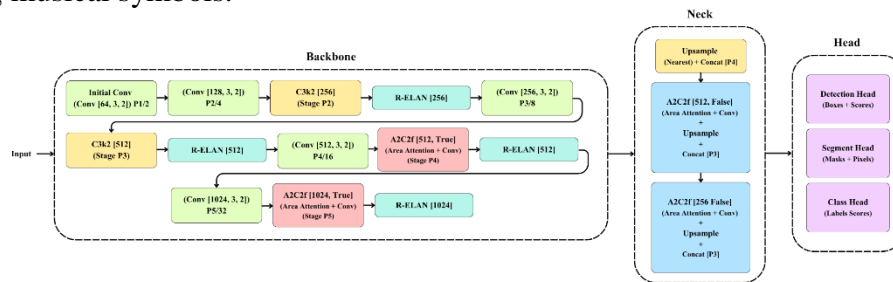 musical symbols.
Backbone
Initial Conv
(Conv [64, 3, 2]) P1/2
(Conv [128, 3, 2])
P2/4
C3k2 [256]
(Stage P2)
R-ELAN [256]
(Conv [256, 3, 2])
P3/8
Input
C3k2 [512]
(Stage P3)
R-ELAN [512]
(Conv [512, 3, 2])
P4/16
A2C2f [512, True]
(Area Attention + Conv)
(Stage P4)
R-ELAN [512]
(Conv [1024, 3, 2])
P5/32
A2C2f [1024, True]
(Area Attention + Conv)
(Stage P5)
R-ELAN [1024]
Neck
Upsample
(Nearest) + Concat [P4]
A2C2f [512, False]
(Area Attention + Conv)
+
Upsample
+
Concat [P3]
A2C2f [256 False]
(Area Attention + Conv)
+
Upsample
+
Concat [P3]
Head
Detection Head
(Boxes + Scores)
Segment Head
(Masks + Pixels)
Class Head
(Labels Scores)